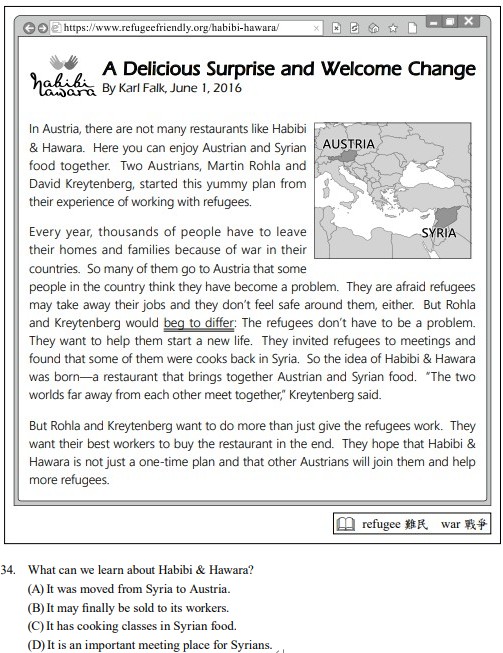 https://www.refugeefriendly.org/habibi-hawara/
habibi
hawara
A Delicious Surprise and Welcome Change
By Karl Falk, June 1, 2016
In Austria, there are not many restaurants like Habibi
& Hawara. Here you can enjoy Austrian and Syrian
food together. Two Austrians, Martin Rohla and
David Kreytenberg, started this yummy plan from
their experience of working with refugees.
AUSTRIA
SYRIA
Every year, thousands of people have to leave
their homes and families because of war in their
countries. So many of them go to Austria that some
people in the country think they have become a problem. They are afraid refugees
may take away their jobs and they don't feel safe around them, either. But Rohla
and Kreytenberg would beg to differ: The refugees don't have to be a problem.
They want to help them start a new life. They invited refugees to meetings and
found that some of them were cooks back in Syria. So the idea of Habibi & Hawara
was born—a restaurant that brings together Austrian and Syrian food. "The two
worlds far away from each other meet together," Kreytenberg said.
But Rohla and Kreytenberg want to do more than just give the refugees work. They
want their best workers to buy the restaurant in the end. They hope that Habibi &
Hawara is not just a one-time plan and that other Austrians will join them and help
more refugees.
refugee 難民 war 戰爭
34. What can we learn about Habibi & Hawara?
(A) It was moved from Syria to Austria.
(B) It may finally be sold to its workers.
(C) It has cooking classes in Syrian food.
(D) It is an important meeting place for Syrians.